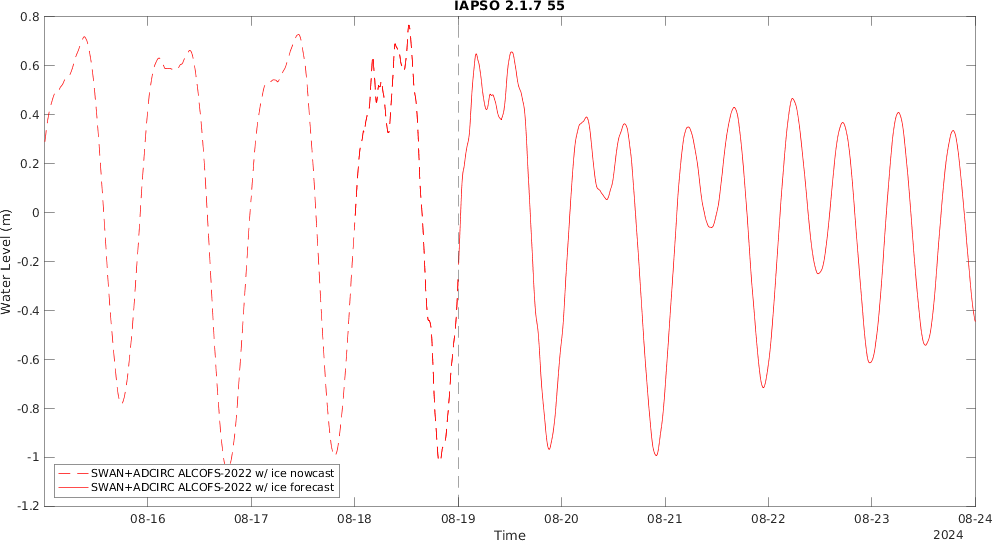 IAPSO 2.1.7 55
0.8
0.6
0.4
0.2
0
-0.2
-0.4
-0.6
-0.8
-1
-1.2
Water Level (m)
SWAN+ADCIRC ALCOFS-2022 w/ ice nowcast
SWAN+ADCIRC ALCOFS-2022 w/ ice forecast
08-16 08-17 08-18 08-19 08-20 08-21 08-22 08-23 08-24
Time
2024